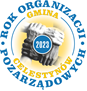 ROK ORGANIZACJI
POZARZĄDOWYCH
GMINA
CELESTYNÓW
2023